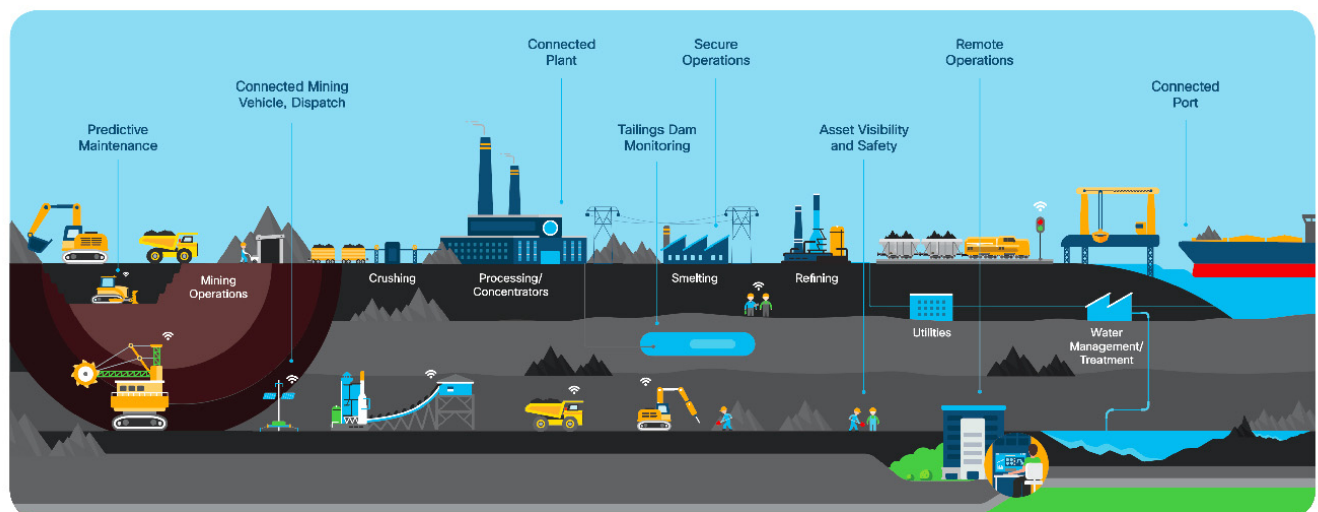 Connected
Plant
Secure
Operations
Remote
Operations
Connected Mining
Vehicle, Dispatch
Connected
Port
Predictive
Maintenance
Tailings Dam
Monitoring
Asset Visibility
and Safety
Mining
Operations
Crushing
Processing/
Concentrators
Smelting
Refining
Utilities
Water
Management/
Treatment